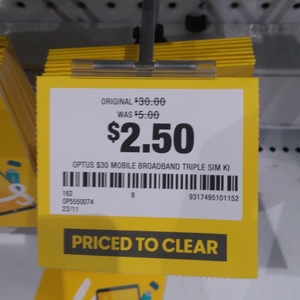 ORIGINAL $30.00
WAS $5.00
$2.50
OPTUS $30 MOBILE BROADBAND TRIPLE SIM KI
162 8 9317495101152
OP5550074
23/11
PRICED TO CLEAR